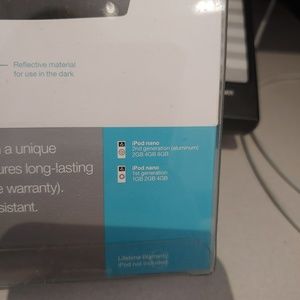 Reflective material
for use in the dark
a unique
ures long-lasting
warranty).
sistant.
iPod nano
2nd generation (aluminum)
2GB 4GB 8GB
iPod nano
1st generation
1GB 2GB 4GB
Lifetime Warranty
iPod not included